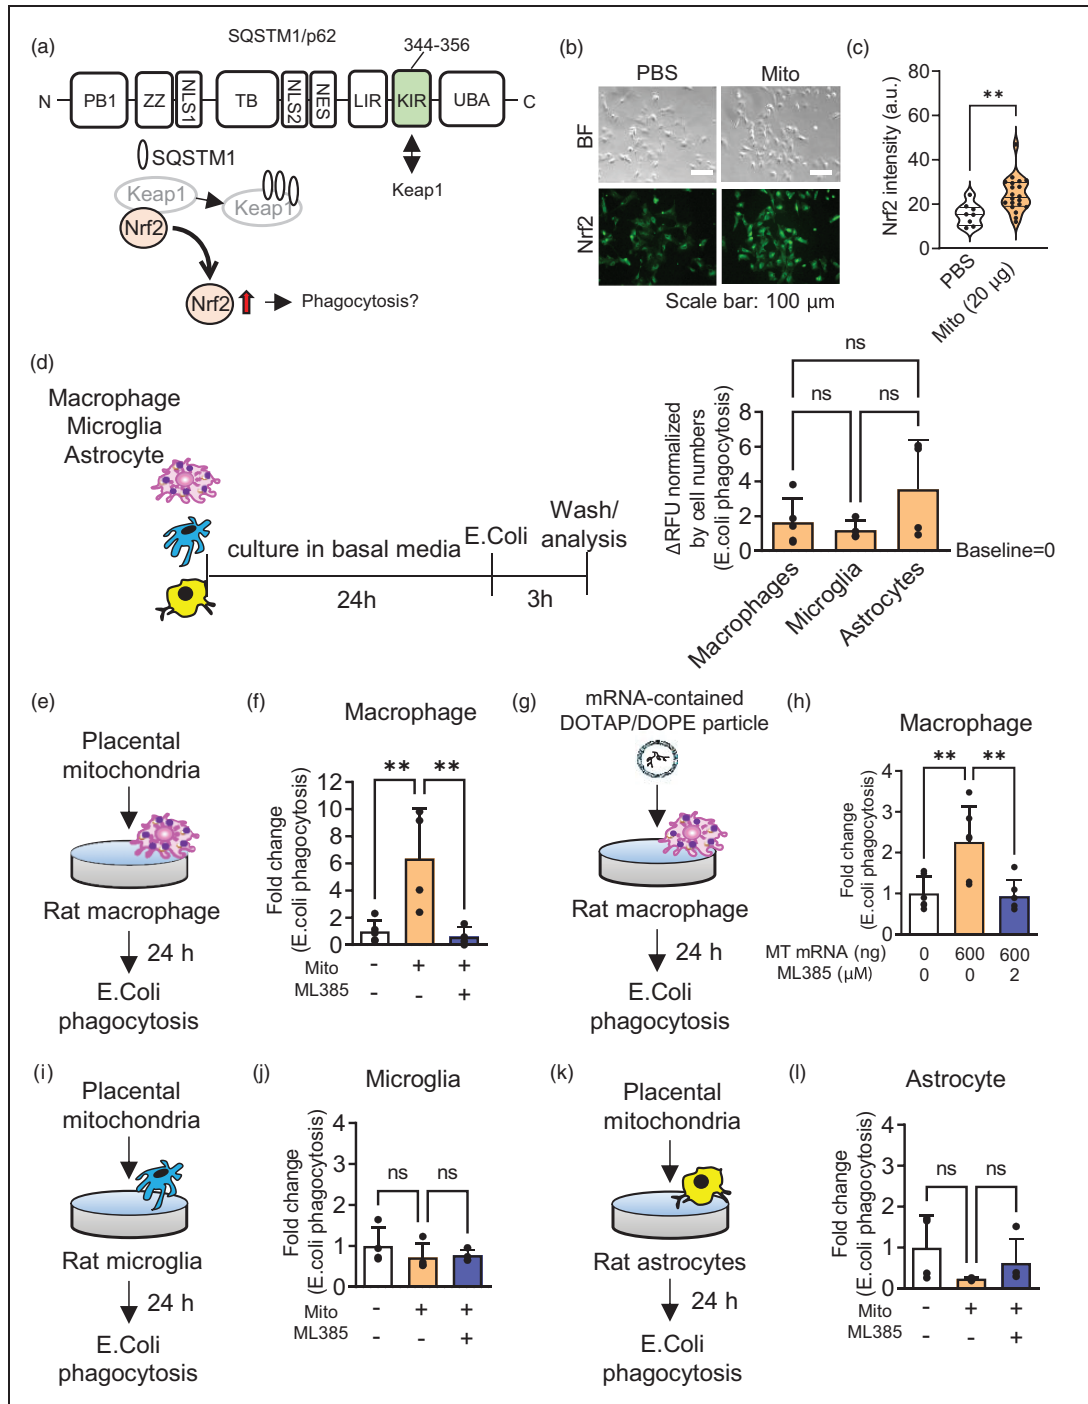 (a)
SQSTM1/p62
344-356
N
PB1
ZZ
NLS1
TB
NLS2
NES
LIR
KIR
UBA
C
SQSTM1
Keap1
Keap1
Keap1
Nrf2
Nrf2
Phagocytosis?
(b)
PBS
Mito
BF
Nrf2
Scale bar: 100 µm
(c)
Nrf2 intensity (a.u.)
80
60
40
20
0
**
PBS
Mito (20 µg)
(d)
Macrophage
Microglia
Astrocyte
culture in basal media
E.Coli
Wash/
analysis
24h
3h
ΔRFU normalized
by cell numbers
(E.coli phagocytosis)
8
6
4
2
0
ns
ns
ns
Baseline=0
Macrophages
Microglia
Astrocytes
(e)
Placental
mitochondria
Rat macrophage
24 h
E.Coli
phagocytosis
(f)
Macrophage
Fold change
(E.coli phagocytosis)
12
10
8
6
4
2
0
**
**
Mito - + +
ML385 - - +
(g)
mRNA-contained
DOTAP/DOPE particle
Rat macrophage
24 h
E.Coli
phagocytosis
(h)
Macrophage
Fold change
(E.coli phagocytosis)
4
3
2
1
0
**
**
MT mRNA (ng) 0 600 600
ML385 (µM) 0 0 2
(i)
Placental
mitochondria
Rat microglia
24 h
E.Coli
phagocytosis
(j)
Microglia
Fold change
(E.coli phagocytosis)
4
3
2
1
0
ns
ns
Mito - + +
ML385 - - +
(k)
Placental
mitochondria
Rat astrocytes
24 h
E.Coli
phagocytosis
(l)
Astrocyte
Fold change
(E.coli phagocytosis)
4
3
2
1
0
ns
ns
Mito - + +
ML385 - - +